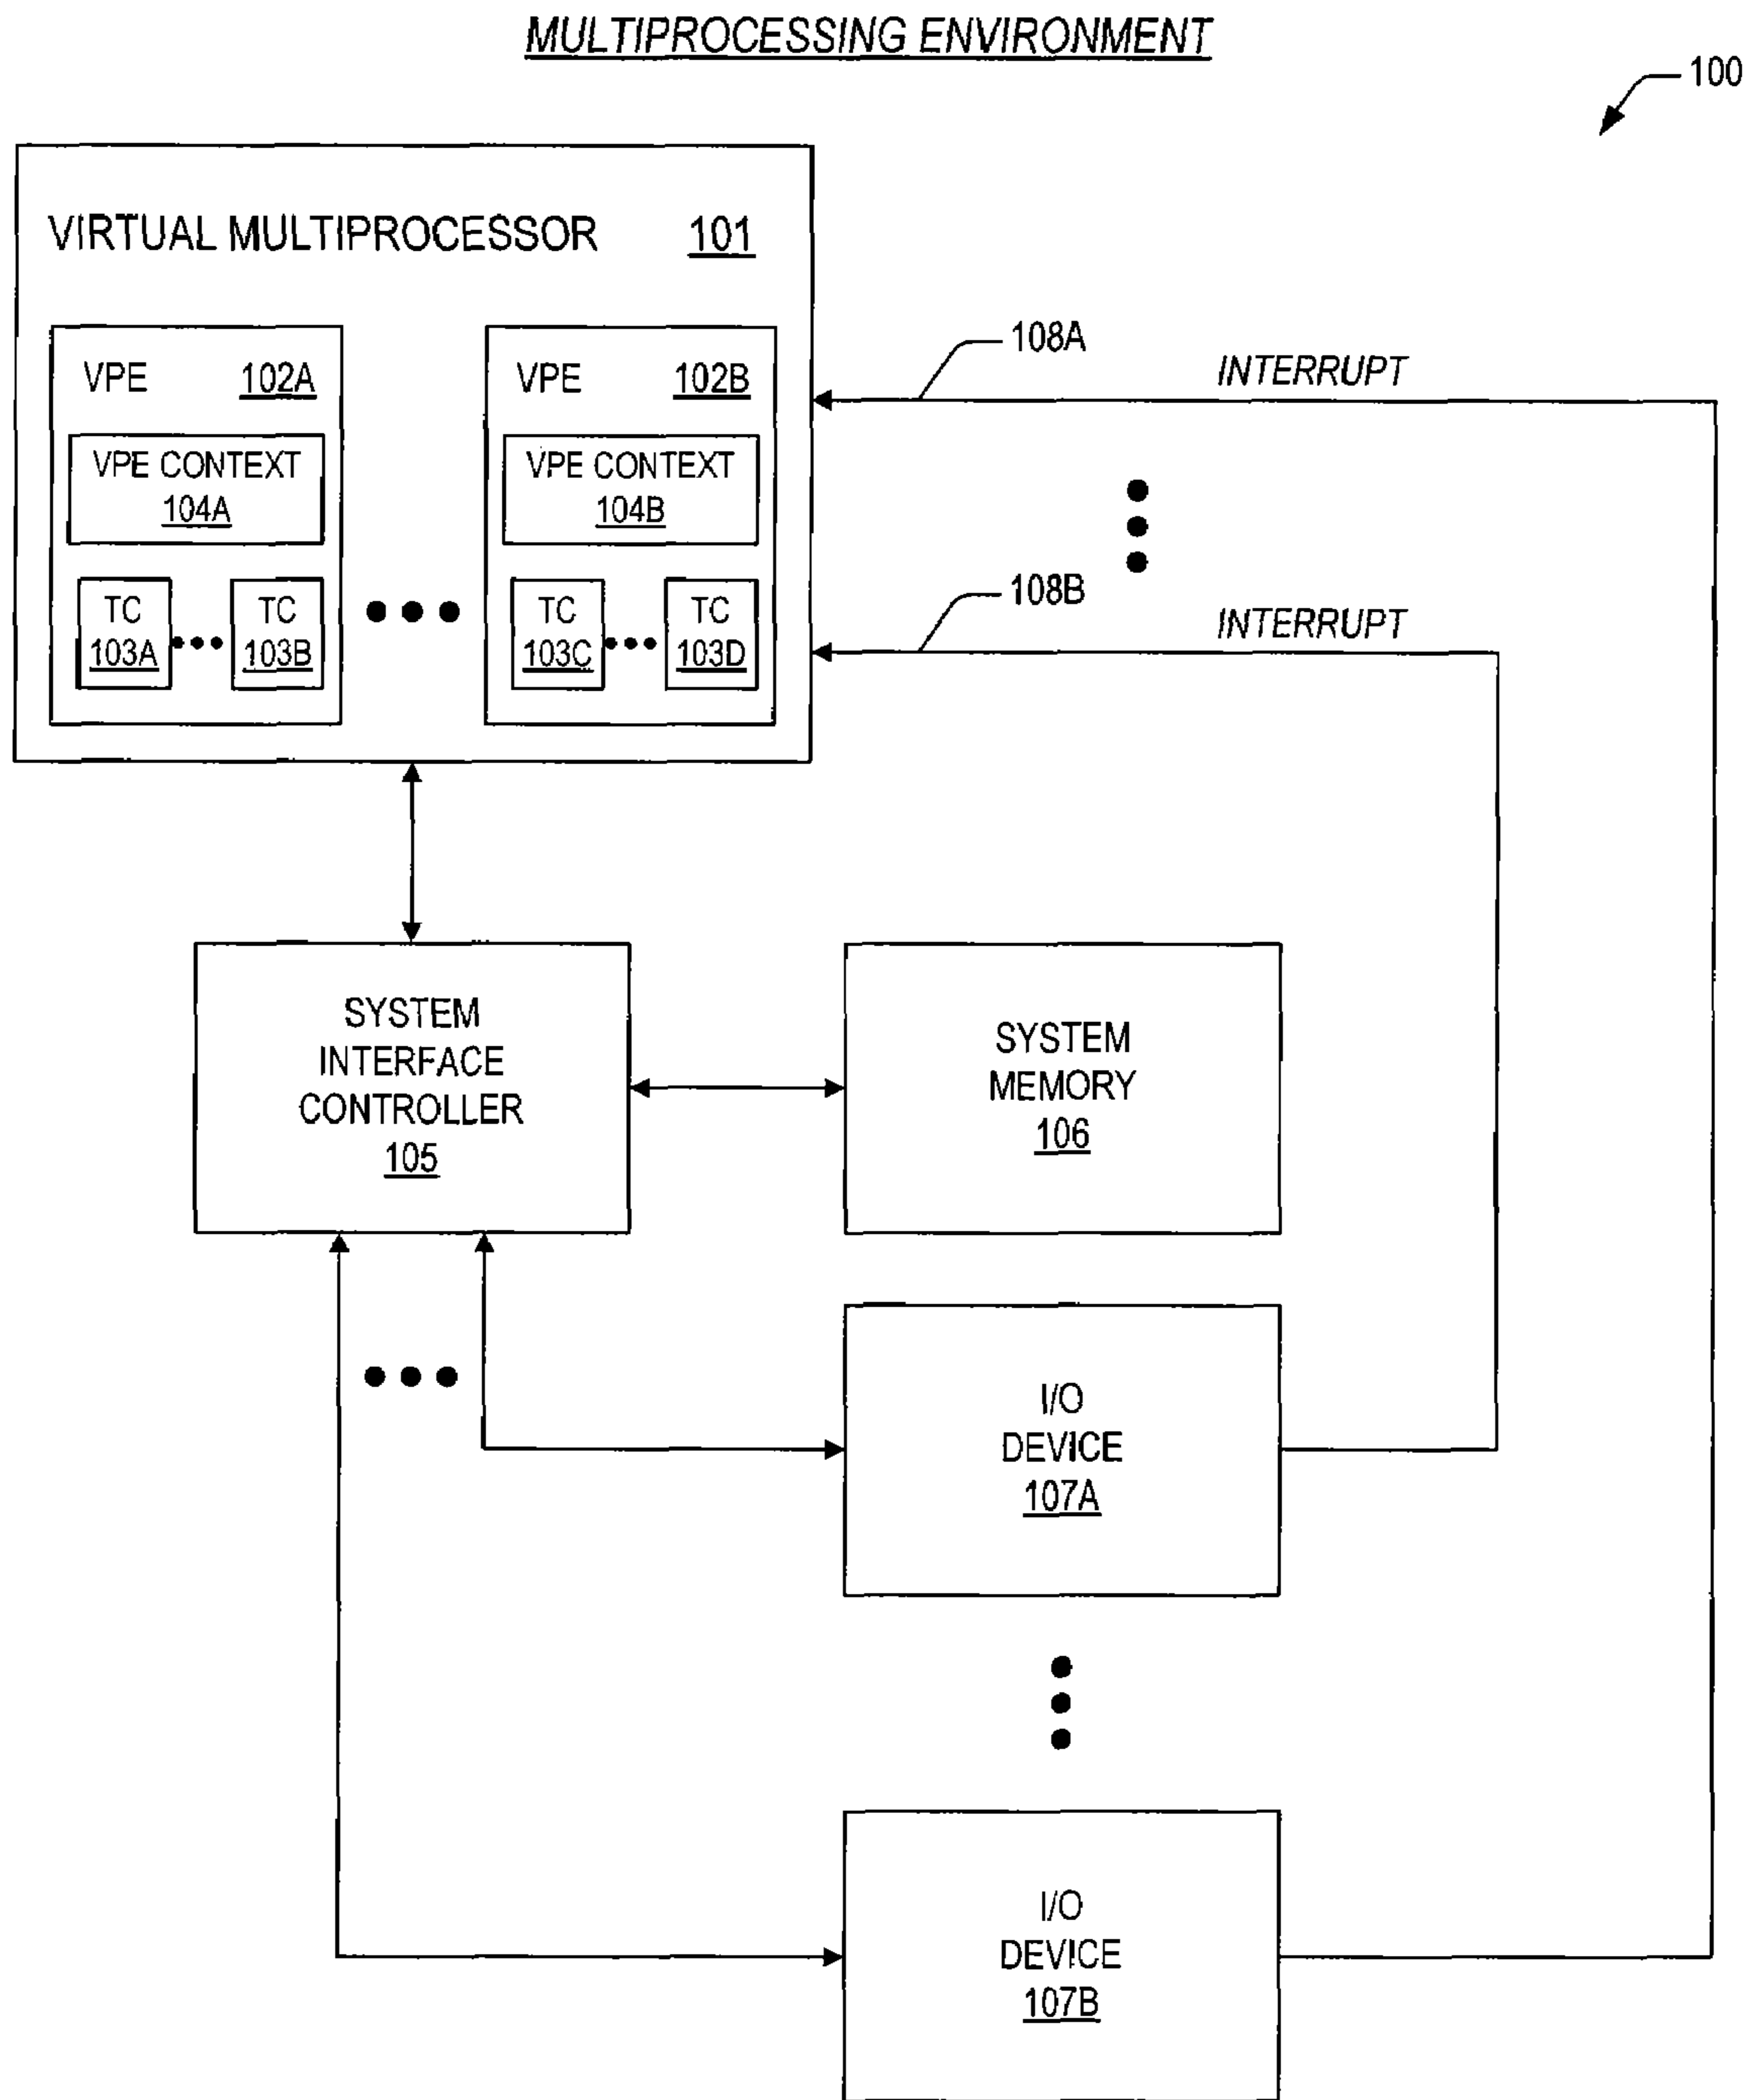 MULTIPROCESSING ENVIRONMENT
100
VIRTUAL MULTIPROCESSOR 101
VPE 102A
VPE CONTEXT
104A
TC
103A
TC
103B
VPE 102B
VPE CONTEXT
104B
TC
103C
TC
103D
108A
INTERRUPT
108B
INTERRUPT
SYSTEM
INTERFACE
CONTROLLER
105
SYSTEM
MEMORY
106
I/O
DEVICE
107A
I/O
DEVICE
107B